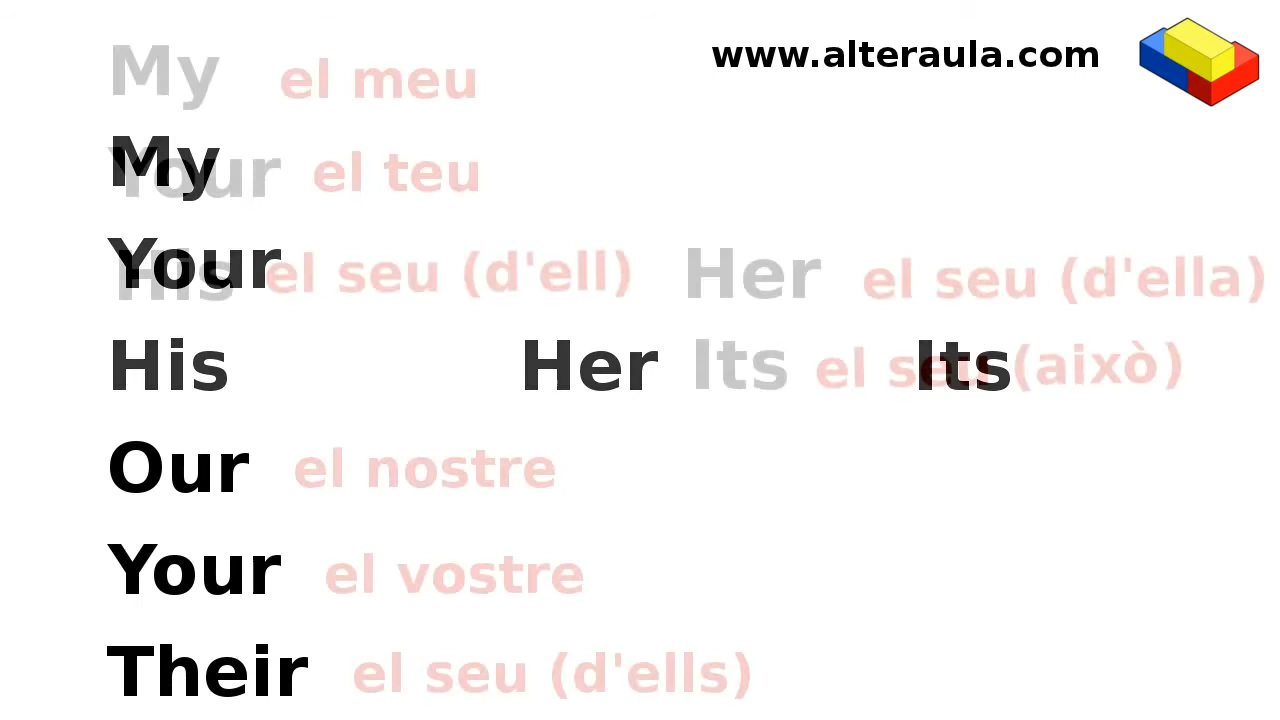 www.alteraula.com
My el meu
My
Your el teu
Your
His el seu (d'ell) Her el seu (d'ella)
His Her Its
Its el seu (això)
Our el nostre
Your el vostre
Their el seu (d'ells)